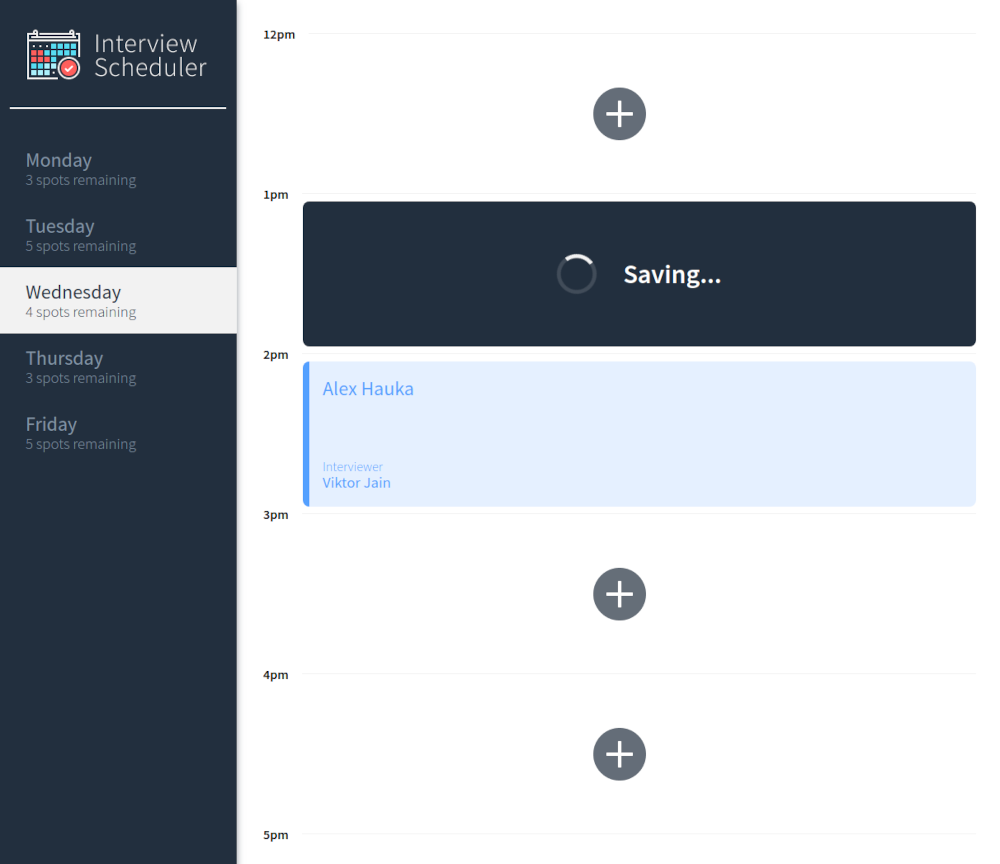 Interview
Scheduler
Monday
3 spots remaining
Tuesday
5 spots remaining
Wednesday
4 spots remaining
Thursday
3 spots remaining
Friday
5 spots remaining
12pm
1pm
Saving...
2pm
Alex Hauka
Interviewer
Viktor Jain
3pm
4pm
5pm